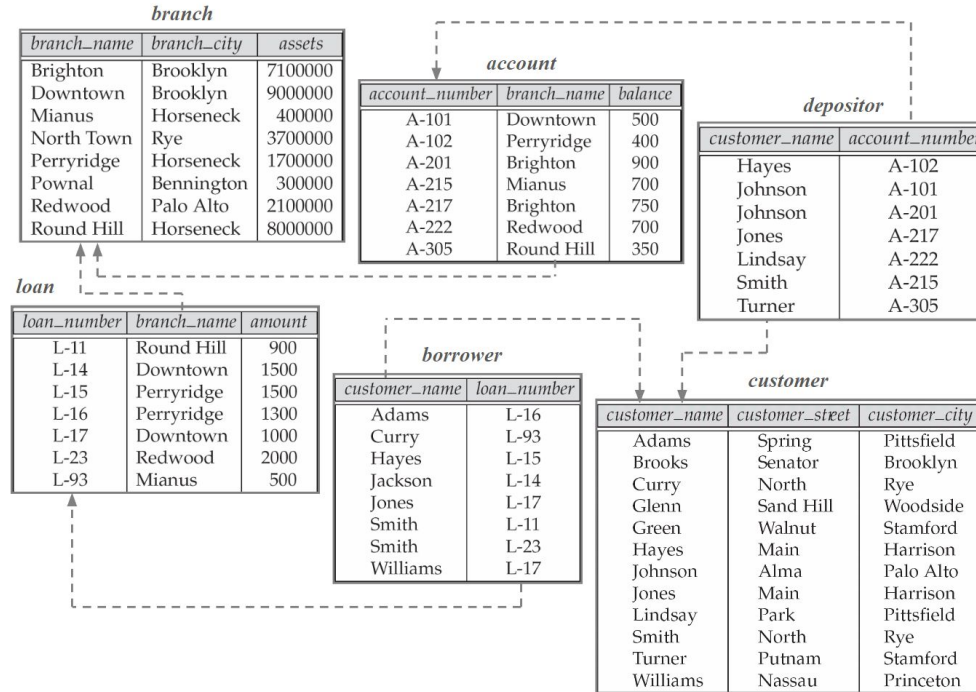 branch
branch_name branch_city assets
Brighton Brooklyn 7100000
Downtown Brooklyn 9000000
Mianus Horseneck 400000
North Town Rye 3700000
Perryridge Horseneck 1700000
Pownal Bennington 300000
Redwood Palo Alto 2100000
Round Hill Horseneck 8000000
account
account_number branch_name balance
A-101 Downtown 500
A-102 Perryridge 400
A-201 Brighton 900
A-215 Mianus 700
A-217 Brighton 750
A-222 Redwood 700
A-305 Round Hill 350
depositor
customer_name account_number
Hayes A-102
Johnson A-101
Johnson A-201
Jones A-217
Lindsay A-222
Smith A-215
Turner A-305
loan
loan_number branch_name amount
L-11 Round Hill 900
L-14 Downtown 1500
L-15 Perryridge 1500
L-16 Perryridge 1300
L-17 Downtown 1000
L-23 Redwood 2000
L-93 Mianus 500
borrower
customer_name loan_number
Adams L-16
Curry L-93
Hayes L-15
Jackson L-14
Jones L-17
Smith L-11
Smith L-23
Williams L-17
customer
customer_name customer_street customer_city
Adams Spring Pittsfield
Brooks Senator Brooklyn
Curry North Rye
Glenn Sand Hill Woodside
Green Walnut Stamford
Hayes Main Harrison
Johnson Alma Palo Alto
Jones Main Harrison
Lindsay Park Pittsfield
Smith North Rye
Turner Putnam Stamford
Williams Nassau Princeton